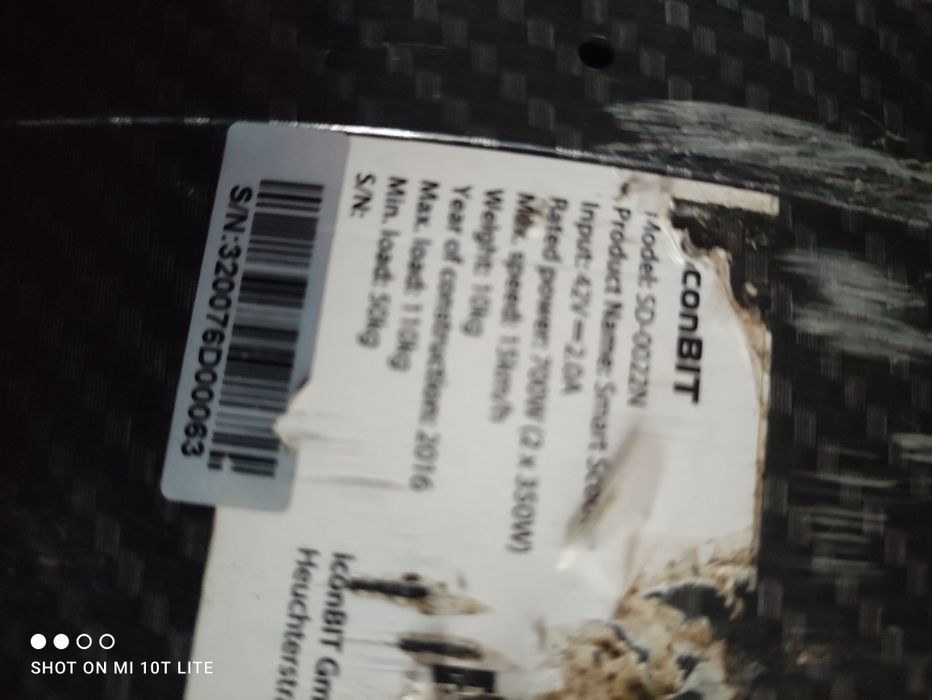 conBIT
Model: SD-0022N
Product Name: Smart Scoo
Input: 42V⎓2.0A
Rated power: 700W (2 x 350W)
Max. speed: 15km/h
Weight: 10kg
Year of construction: 2016
Max. load: 110kg
Min. load: 50kg
S/N:
S/N:320076D00063
iconBIT Gm
Heuchterstr.
SHOT ON MI 10T LITE